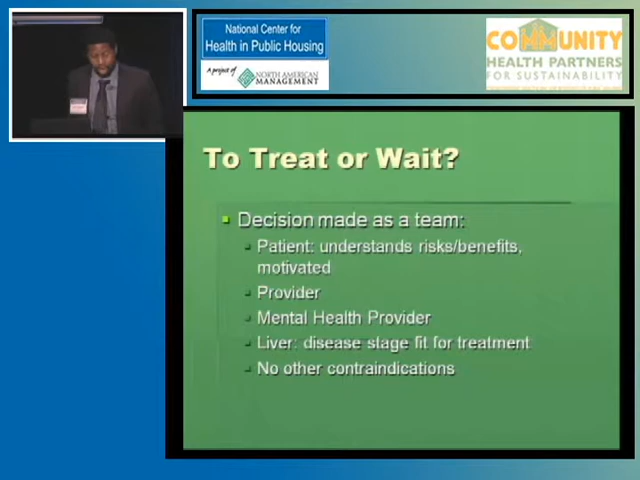 National Center for
Health in Public Housing
A project of
NORTH AMERICAN
MANAGEMENT
COMMUNITY
HEALTH PARTNERS
FOR SUSTAINABILITY
To Treat or Wait?
Decision made as a team:
Patient: understands risks/benefits,
motivated
Provider
Mental Health Provider
Liver: disease stage fit for treatment
No other contraindications